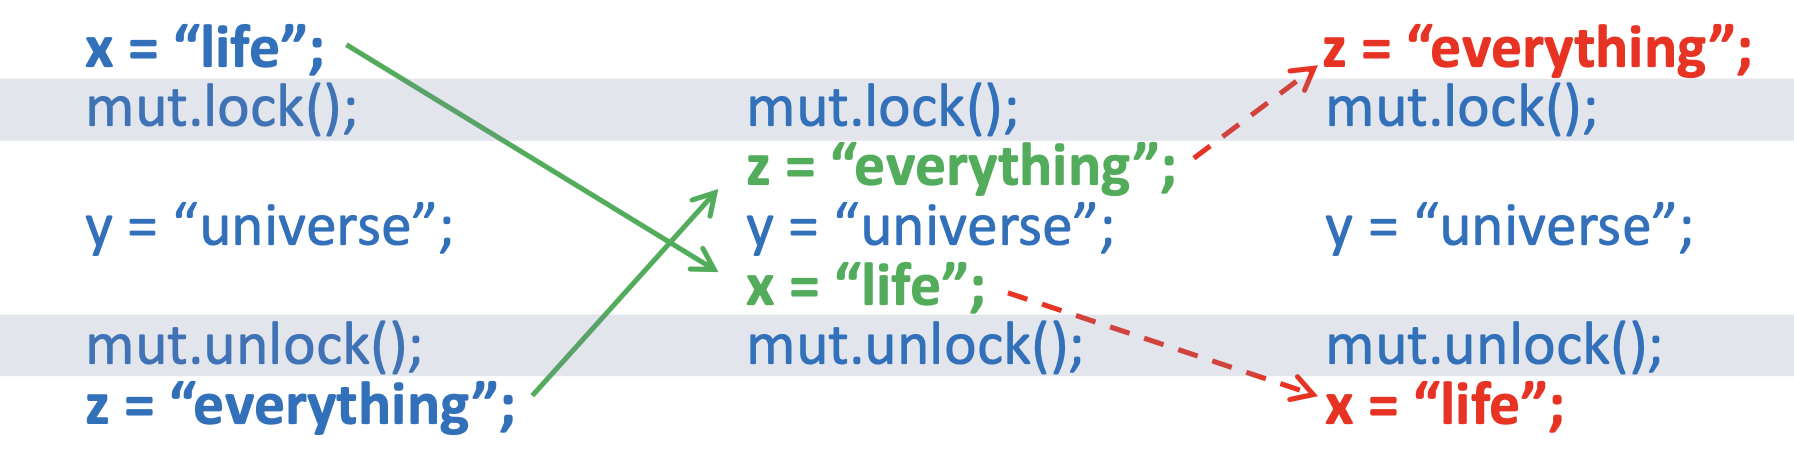 x = “life”;
mut.lock();
y = “universe”;
mut.unlock();
z = “everything”;
mut.lock();
z = “everything”;
y = “universe”;
x = “life”;
mut.unlock();
z = “everything”;
mut.lock();
y = “universe”;
mut.unlock();
x = “life”;